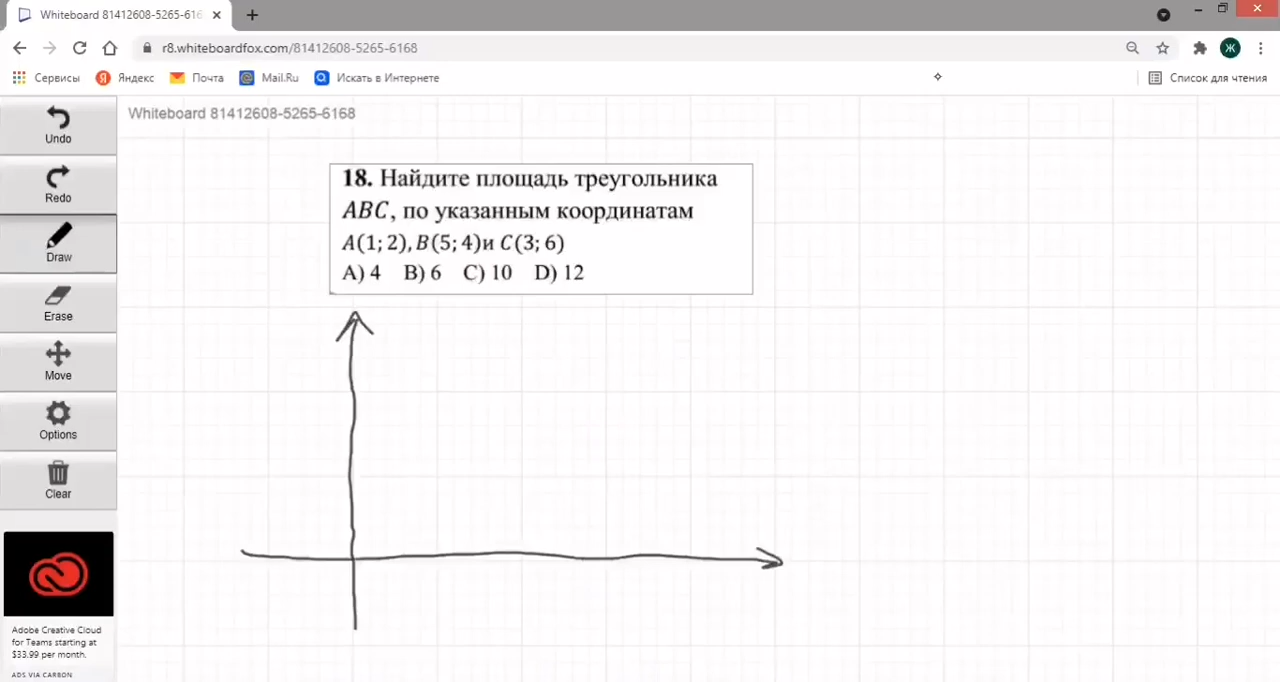 Whiteboard 81412608-5265-616
r8.whiteboardfox.com/81412608-5265-6168
Ж
Сервисы Яндекс Почта Mail.Ru Искать в Интернете Список для чтения
Whiteboard 81412608-5265-6168
Undo
Redo
Draw
Erase
Move
Options
Clear
18. Найдите площадь треугольника
ABC, по указанным координатам
A(1; 2), B(5; 4)и C(3; 6)
A) 4 B) 6 C) 10 D) 12
Adobe Creative Cloud
for Teams starting at
$33.99 per month.
ADS VIA CARBON